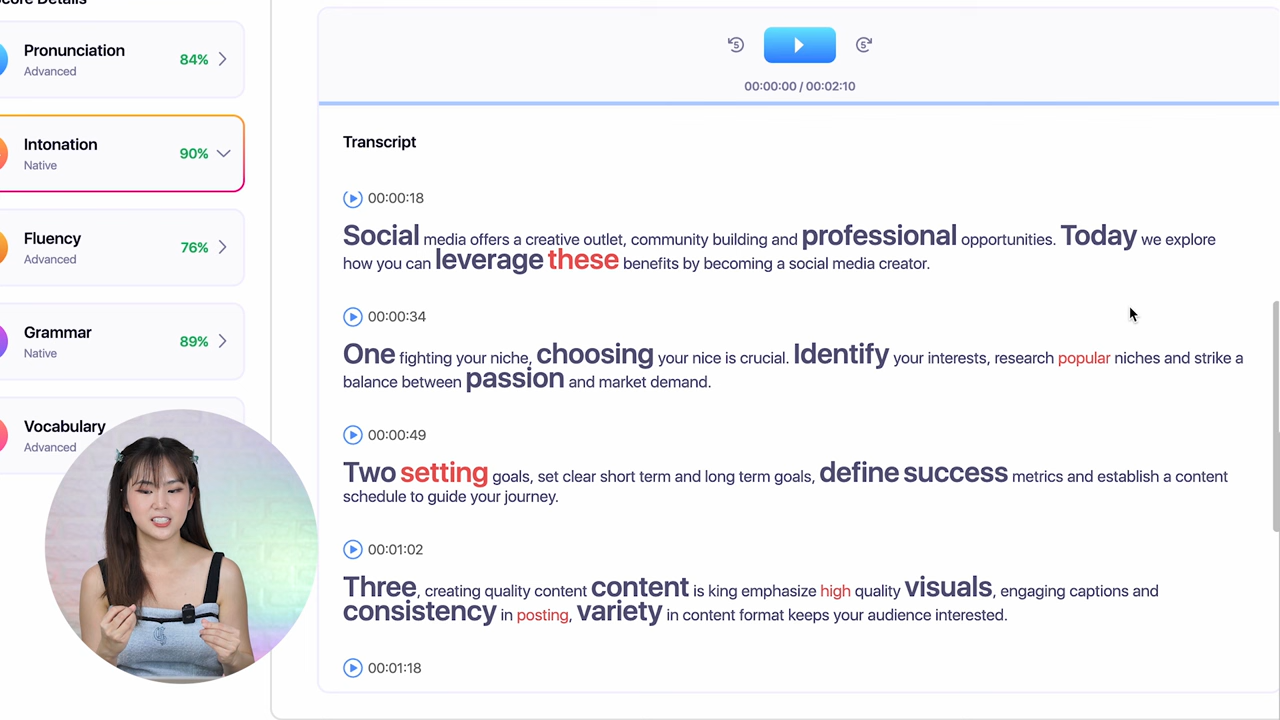 Score Details
Pronunciation
84%
Advanced
Intonation
90%
Native
Fluency
76%
Advanced
Grammar
89%
Native
Vocabulary
Advanced
5
5
00:00:00 / 00:02:10
Transcript
00:00:18
Social media offers a creative outlet, community building and professional opportunities. Today we explore
how you can leverage these benefits by becoming a social media creator.
00:00:34
One fighting your niche, choosing your nice is crucial. Identify your interests, research popular niches and strike a
balance between passion and market demand.
00:00:49
Two setting goals, set clear short term and long term goals, define success metrics and establish a content
schedule to guide your journey.
00:01:02
Three, creating quality content content is king emphasize high quality visuals, engaging captions and
consistency in posting, variety in content format keeps your audience interested.
00:01:18